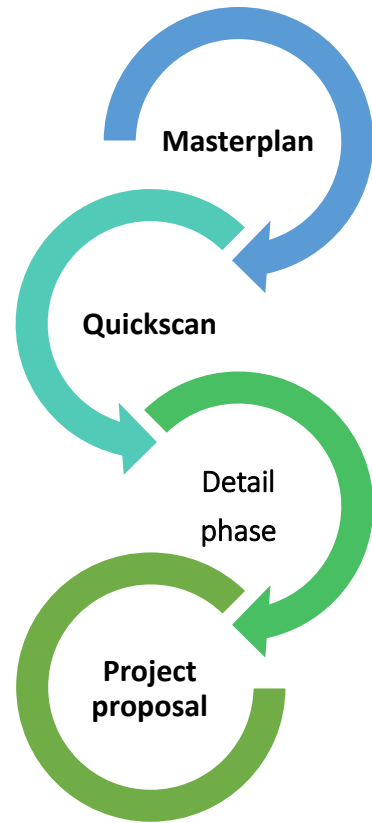 Masterplan
Quickscan
Detail
phase
Project
proposal